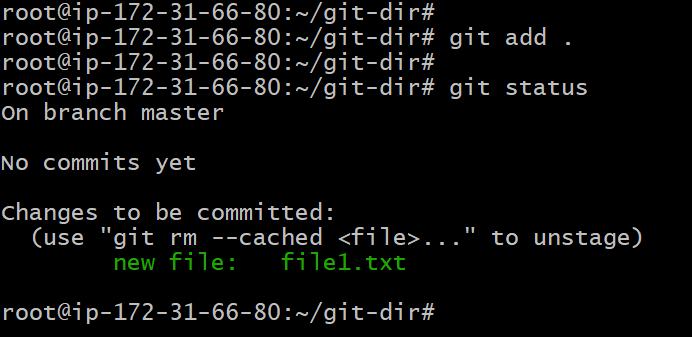 root@ip-172-31-66-80:~/git-dir#
root@ip-172-31-66-80:~/git-dir# git add .
root@ip-172-31-66-80:~/git-dir#
root@ip-172-31-66-80:~/git-dir# git status
On branch master
No commits yet
Changes to be committed:
  (use "git rm --cached <file>..." to unstage)
        new file:   file1.txt
root@ip-172-31-66-80:~/git-dir#